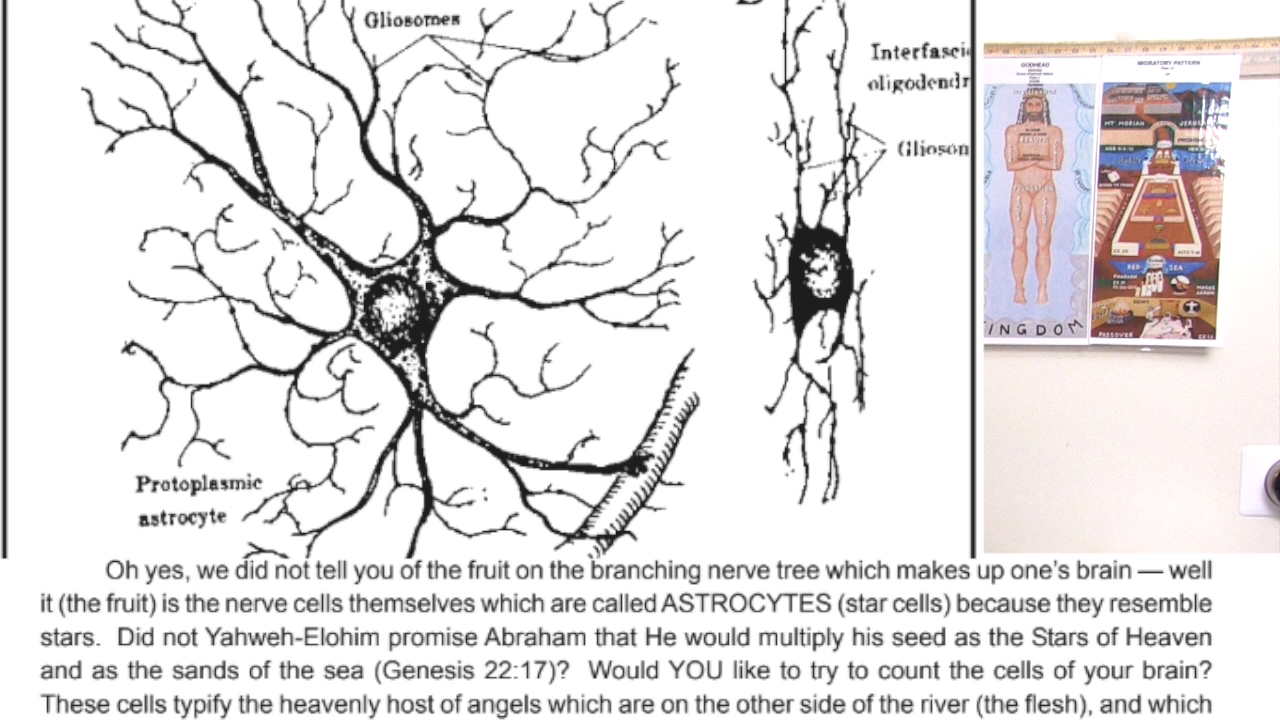 Gliosomes
Interfasci
oligodendr
Glioson
Protoplasmic
astrocyte
GODHEAD
MIGRATORY PATTERN
MT MORIAH
RED SEA
PASSOVER
INGDOM
Oh yes, we did not tell you of the fruit on the branching nerve tree which makes up one's brain — well
it (the fruit) is the nerve cells themselves which are called ASTROCYTES (star cells) because they resemble
stars. Did not Yahweh-Elohim promise Abraham that He would multiply his seed as the Stars of Heaven
and as the sands of the sea (Genesis 22:17)? Would YOU like to try to count the cells of your brain?
These cells typify the heavenly host of angels which are on the other side of the river (the flesh), and which